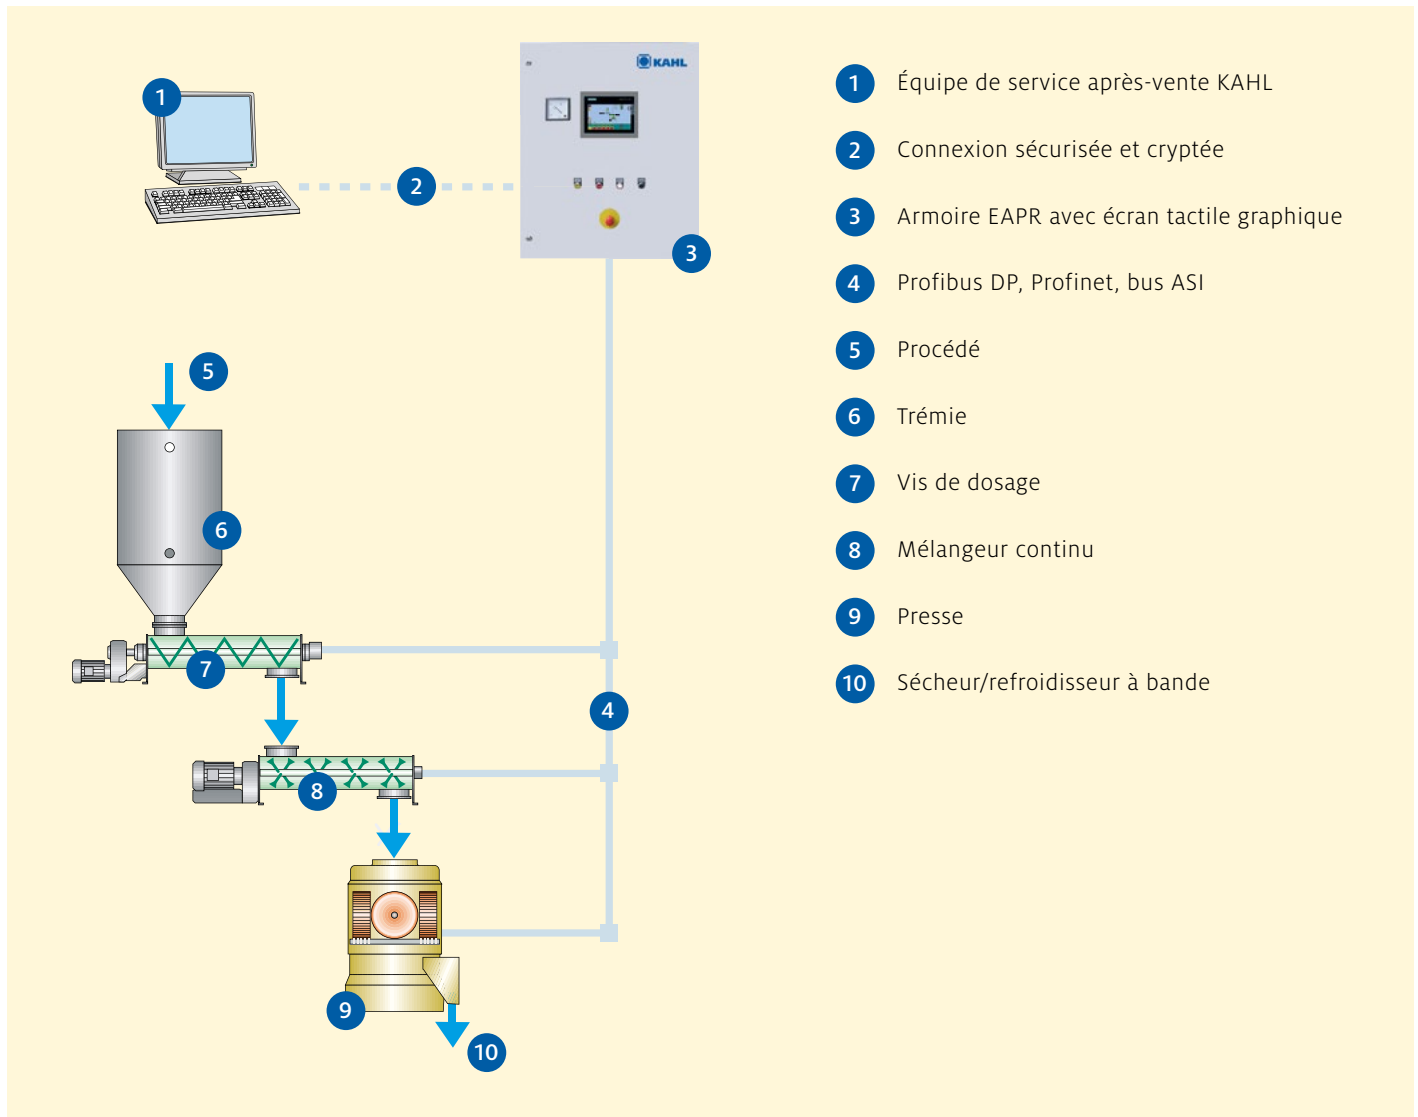 KAHL
1
2
3
5
6
7
4
8
9
10
1 Équipe de service après-vente KAHL
2 Connexion sécurisée et cryptée
3 Armoire EAPR avec écran tactile graphique
4 Profibus DP, Profinet, bus ASI
5 Procédé
6 Trémie
7 Vis de dosage
8 Mélangeur continu
9 Presse
10 Sécheur/refroidisseur à bande